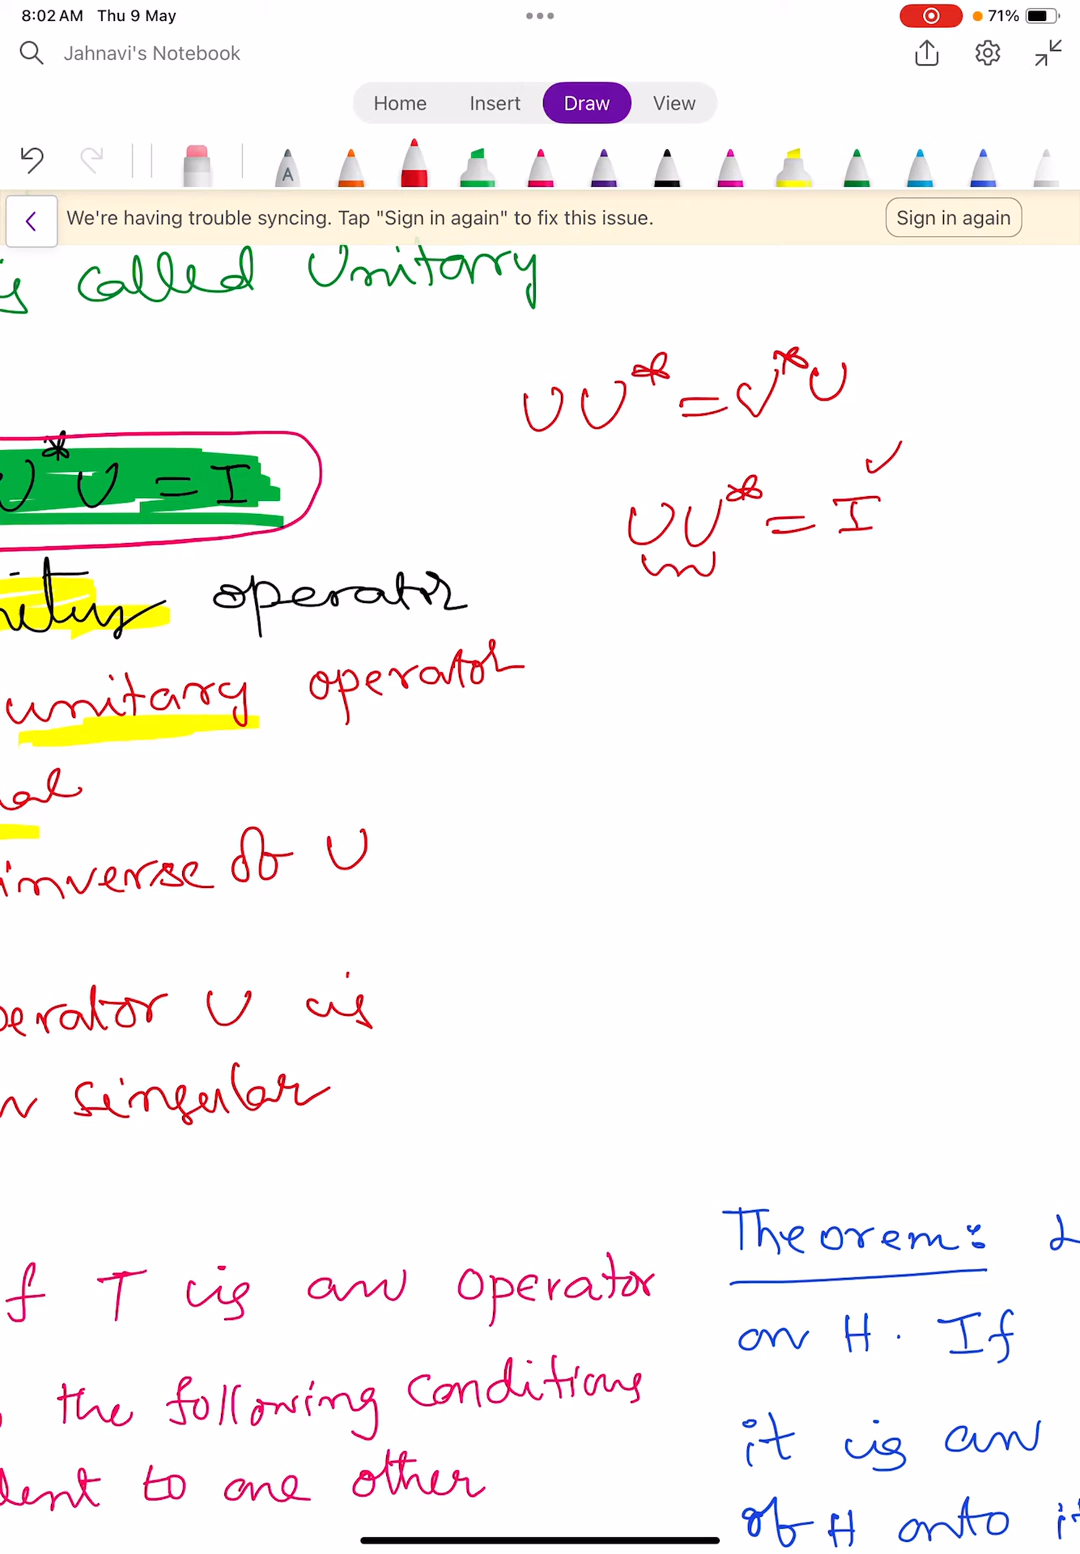 8:02 AM Thu 9 May
71%
Jahnavi's Notebook
Home Insert Draw View
A
We're having trouble syncing. Tap "Sign in again" to fix this issue.
Sign in again
is called Unitary
UU* = U*U
U*U = I
UU* = I ✓
operator
unitary operator
inverse of U
operator U is
singular
Theorem:
if T is an operator
on H. If
the following conditions
it is an
to one other
of H onto it